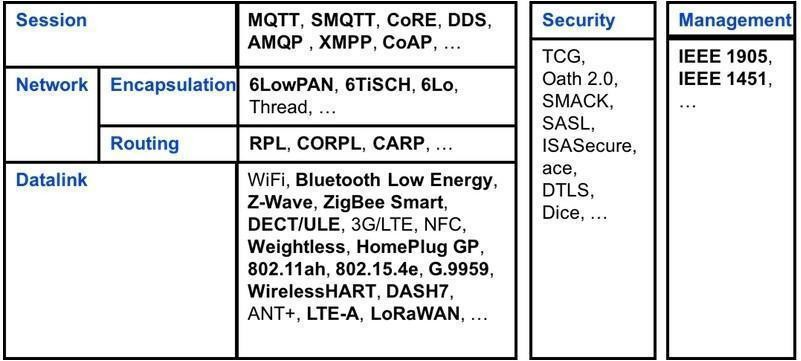 Session
MQTT, SMQTT, CoRE, DDS,
AMQP , XMPP, CoAP, …
Network
Encapsulation
6LowPAN, 6TiSCH, 6Lo,
Thread, …
Routing
RPL, CORPL, CARP, …
Datalink
WiFi, Bluetooth Low Energy,
Z-Wave, ZigBee Smart,
DECT/ULE, 3G/LTE, NFC,
Weightless, HomePlug GP,
802.11ah, 802.15.4e, G.9959,
WirelessHART, DASH7,
ANT+, LTE-A, LoRaWAN, …
Security
TCG,
Oath 2.0,
SMACK,
SASL,
ISASecure,
ace,
DTLS,
Dice, …
Management
IEEE 1905,
IEEE 1451,
…